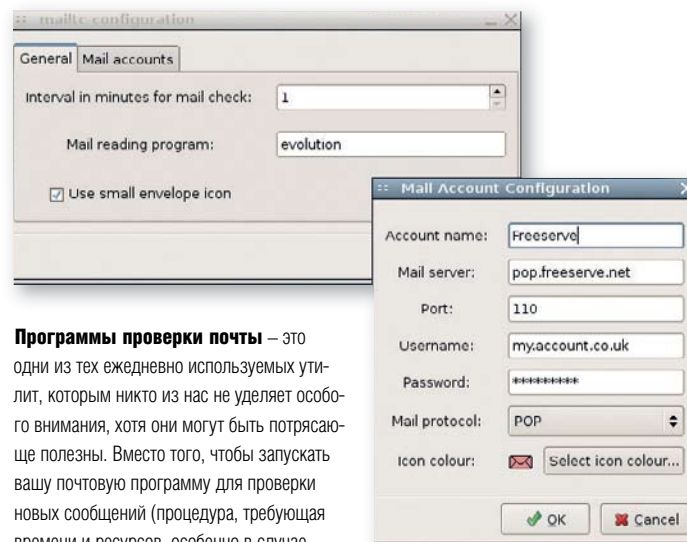 mailtc configuration
General Mail accounts
Interval in minutes for mail check: 1
Mail reading program: evolution
Use small envelope icon
Mail Account Configuration
Account name: Freeserve
Mail server: pop.freeserve.net
Port: 110
Username: my.account.co.uk
Password: **********
Mail protocol: POP
Icon colour: Select icon colour...
OK Cancel
Программы проверки почты – это
одни из тех ежедневно используемых ути-
лит, которым никто из нас не уделяет особо-
го внимания, хотя они могут быть потрясаю-
ще полезны. Вместо того, чтобы запускать
вашу почтовую программу для проверки
новых сообщений (процедура, требующая
времени и ресурсов, особенно в случае